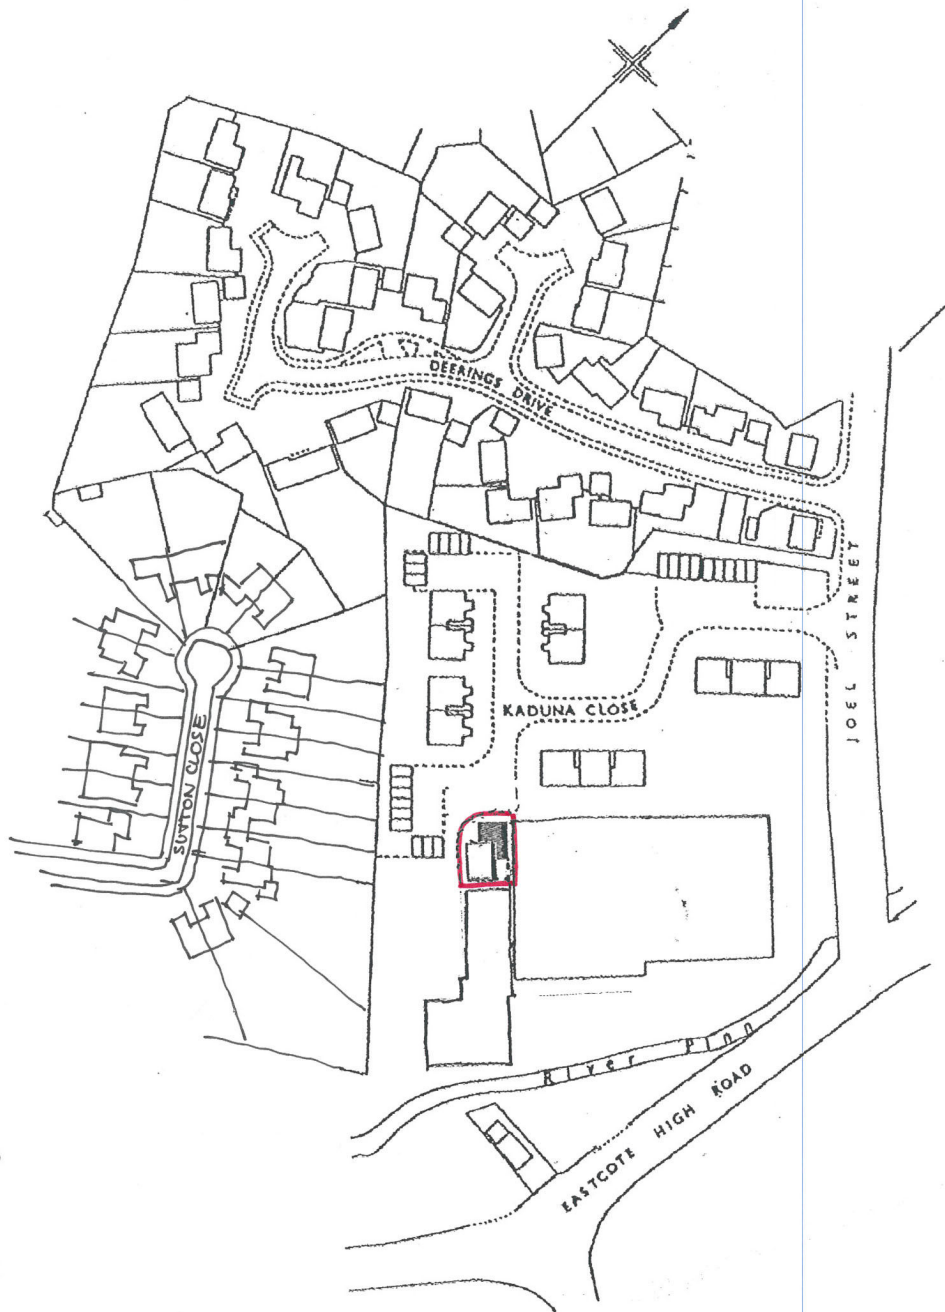 DEERINGS DRIVE
JOEL STREET
KADUNA CLOSE
SUTTON CLOSE
River Pinn
EASTCOTE HIGH ROAD